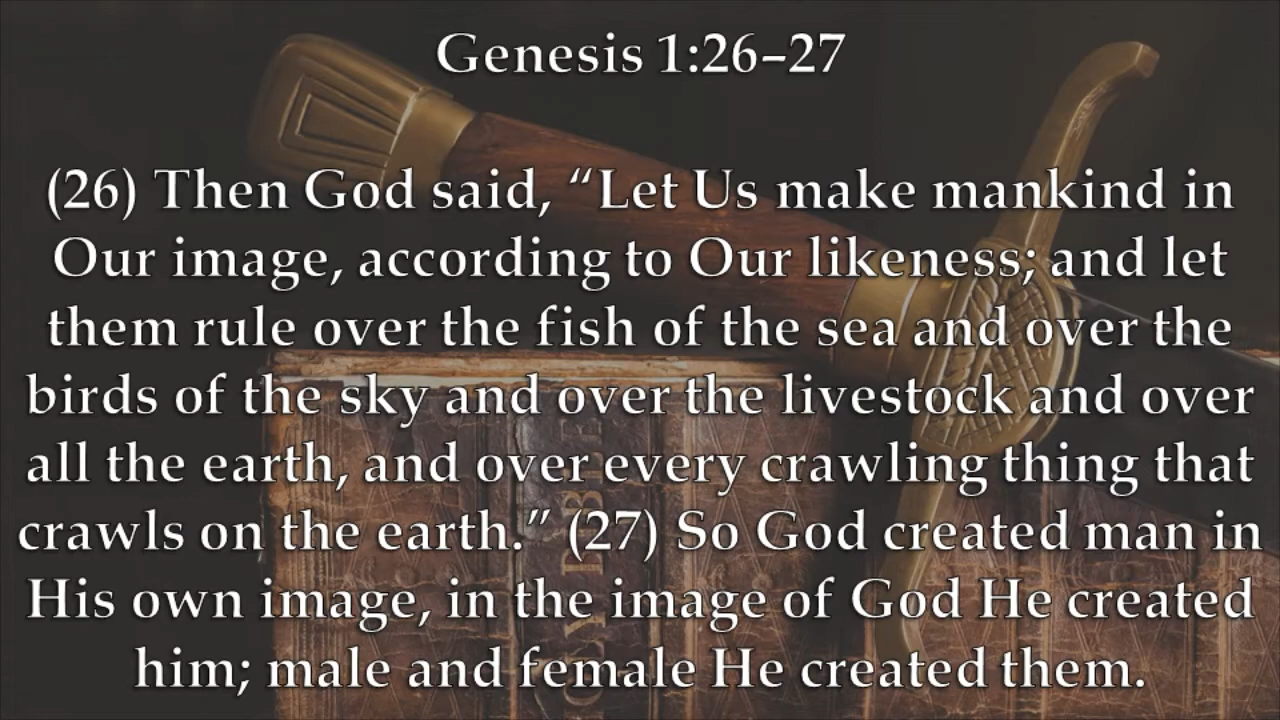 Genesis 1:26–27
(26) Then God said, “Let Us make mankind in
Our image, according to Our likeness; and let
them rule over the fish of the sea and over the
birds of the sky and over the livestock and over
all the earth, and over every crawling thing that
crawls on the earth.” (27) So God created man in
His own image, in the image of God He created
him; male and female He created them.